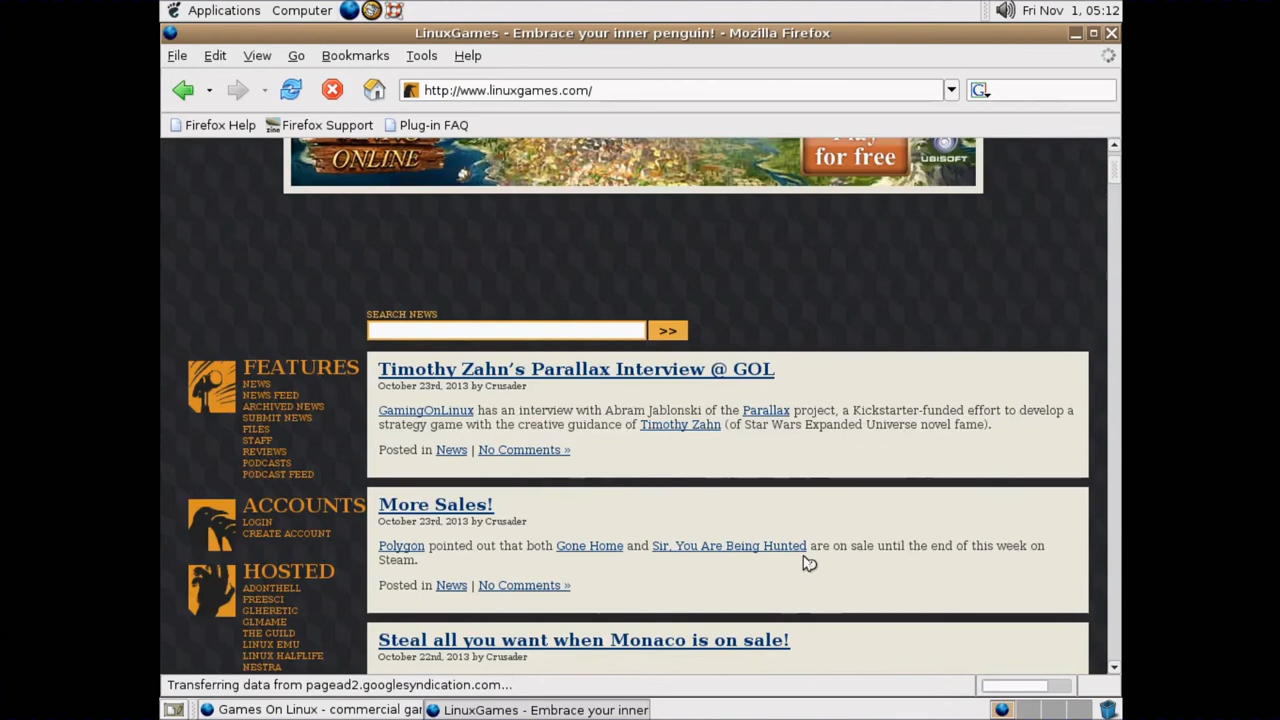 Applications Computer Fri Nov 1, 05:12
LinuxGames - Embrace your inner penguin! - Mozilla Firefox
File Edit View Go Bookmarks Tools Help
http://www.linuxgames.com/
Firefox Help Firefox Support Plug-in FAQ
ONLINE for free UBISOFT
SEARCH NEWS
>>
FEATURES
NEWS
NEWS FEED
ARCHIVED NEWS
SUBMIT NEWS
FILES
STAFF
REVIEWS
PODCASTS
PODCAST FEED
ACCOUNTS
LOGIN
CREATE ACCOUNT
HOSTED
ADONTHELL
FREESCI
GLHERETIC
GLMAME
THE GUILD
LINUX EMU
LINUX HALFLIFE
NESTRA
Timothy Zahn’s Parallax Interview @ GOL
October 23rd, 2013 by Crusader
GamingOnLinux has an interview with Abram Jablonski of the Parallax project, a Kickstarter-funded effort to develop a
strategy game with the creative guidance of Timothy Zahn (of Star Wars Expanded Universe novel fame).
Posted in News | No Comments »
More Sales!
October 23rd, 2013 by Crusader
Polygon pointed out that both Gone Home and Sir, You Are Being Hunted are on sale until the end of this week on
Steam.
Posted in News | No Comments »
Steal all you want when Monaco is on sale!
October 22nd, 2013 by Crusader
Transferring data from pagead2.googlesyndication.com...
Games On Linux - commercial gar LinuxGames - Embrace your inner